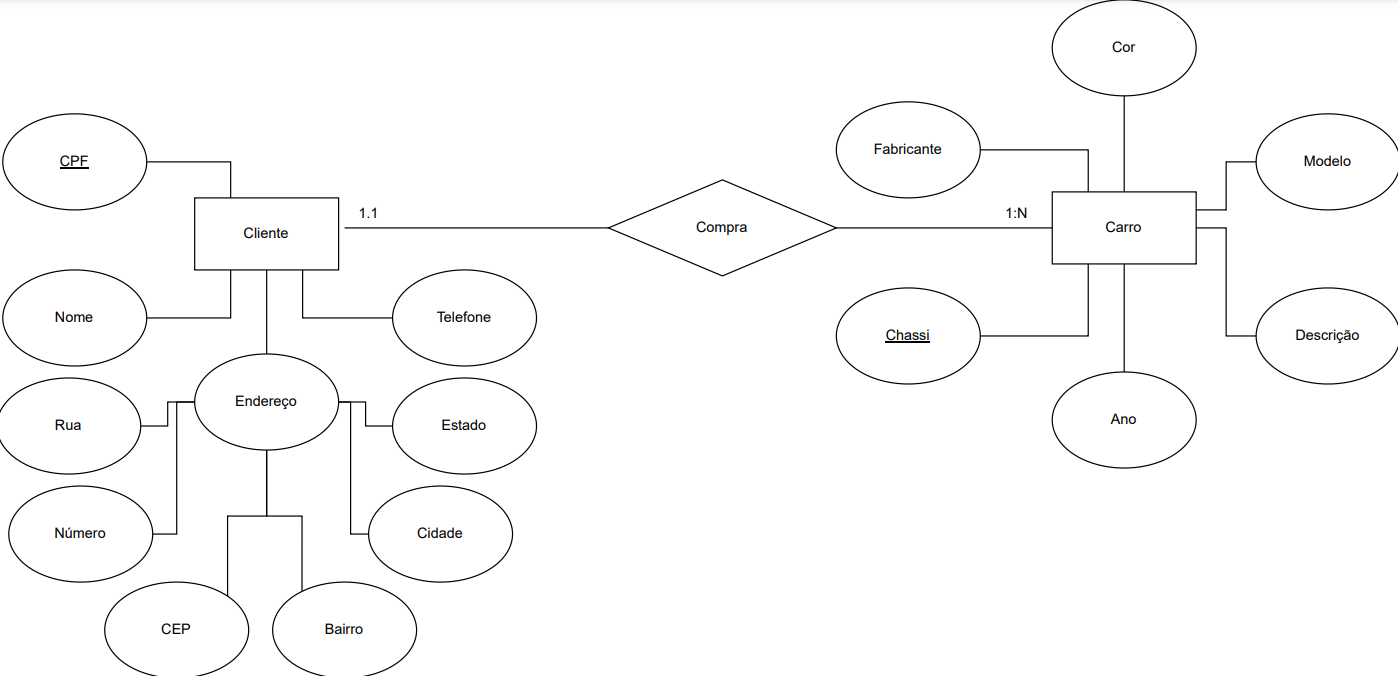 Cor
Fabricante
CPF
Modelo
1.1
1:N
Cliente
Compra
Carro
Nome
Telefone
Chassi
Descrição
Endereço
Ano
Rua
Estado
Número
Cidade
CEP
Bairro